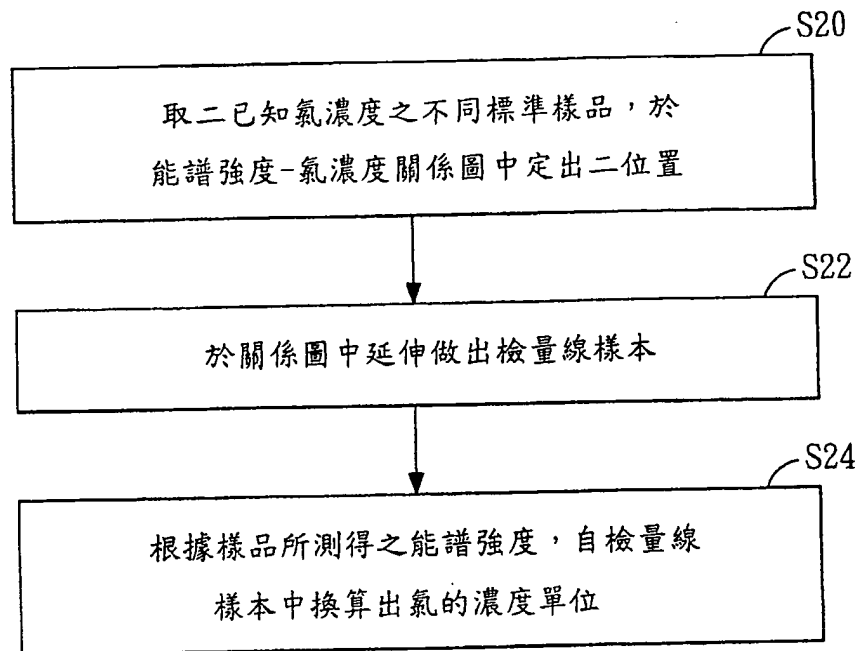 S20
取二已知氯濃度之不同標準樣品，於
能譜強度-氯濃度關係圖中定出二位置
S22
於關係圖中延伸做出檢量線樣本
S24
根據樣品所測得之能譜強度，自檢量線
樣本中換算出氯的濃度單位